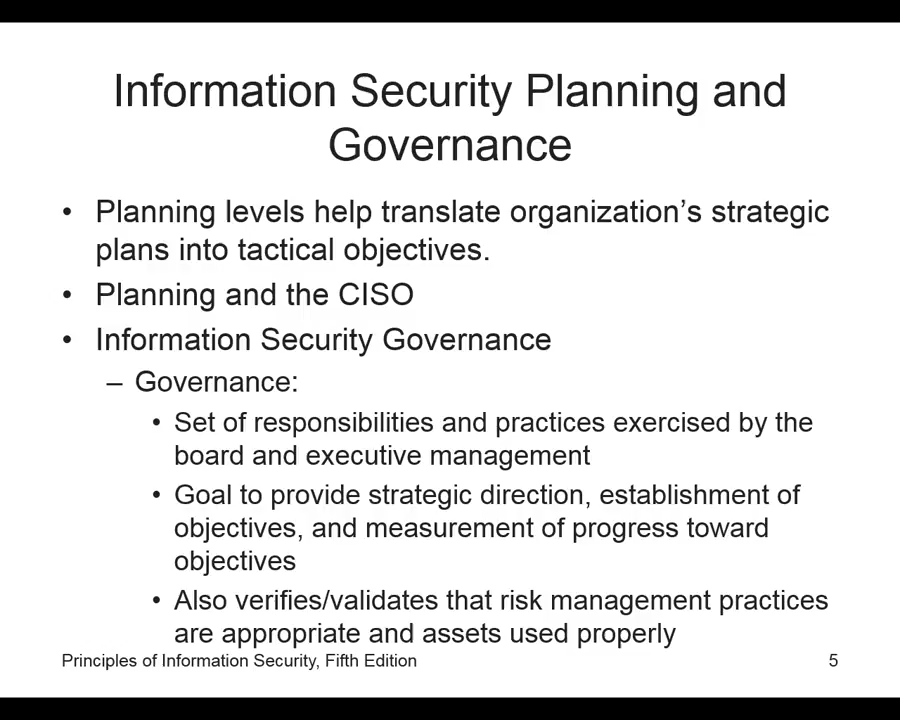 Information Security Planning and
Governance
• Planning levels help translate organization's strategic
plans into tactical objectives.
• Planning and the CISO
• Information Security Governance
– Governance:
• Set of responsibilities and practices exercised by the
board and executive management
• Goal to provide strategic direction, establishment of
objectives, and measurement of progress toward
objectives
• Also verifies/validates that risk management practices
are appropriate and assets used properly
Principles of Information Security, Fifth Edition 5